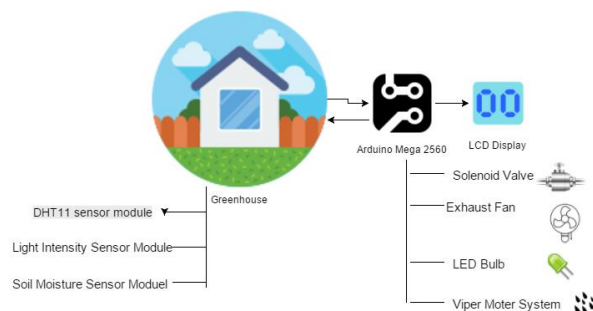 00
Arduino Mega 2560
LCD Display
Greenhouse
DHT11 sensor module
Light Intensity Sensor Module
Soil Moisture Sensor Moduel
Solenoid Valve
Exhaust Fan
LED Bulb
Viper Moter System